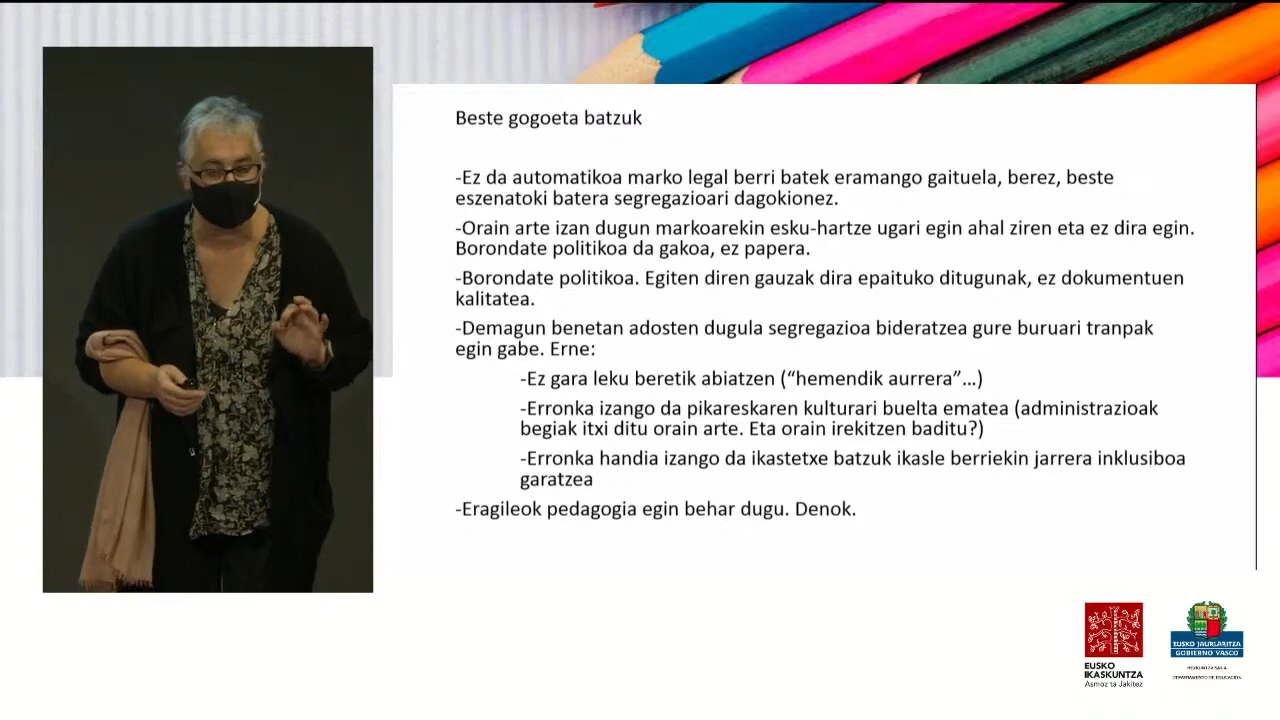 Beste gogoeta batzuk
-Ez da automatikoa marko legal berri batek eramango gaituela, berez, beste
eszenatoki batera segregazioari dagokionez.
-Orain arte izan dugun markoarekin esku-hartze ugari egin ahal ziren eta ez dira egin.
Borondate politikoa da gakoa, ez papera.
-Borondate politikoa. Egiten diren gauzak dira epaituko ditugunak, ez dokumentuen
kalitatea.
-Demagun benetan adosten dugula segregazioa bideratzea gure buruari tranpak
egin gabe. Erne:
-Ez gara leku beretik abiatzen (“hemendik aurrera”…)
-Erronka izango da pikareskaren kulturari buelta ematea (administrazioak
begiak itxi ditu orain arte. Eta orain irekitzen baditu?)
-Erronka handia izango da ikastetxe batzuk ikasle berriekin jarrera inklusiboa
garatzea
-Eragileok pedagogia egin behar dugu. Denok.
EUSKO
IKASKUNTZA
Asmoz ta Jakitez
EUSKO JAURLARITZA
GOBIERNO VASCO
HEZKUNTZA SAILA
DEPARTAMENTO DE EDUCACIÓN